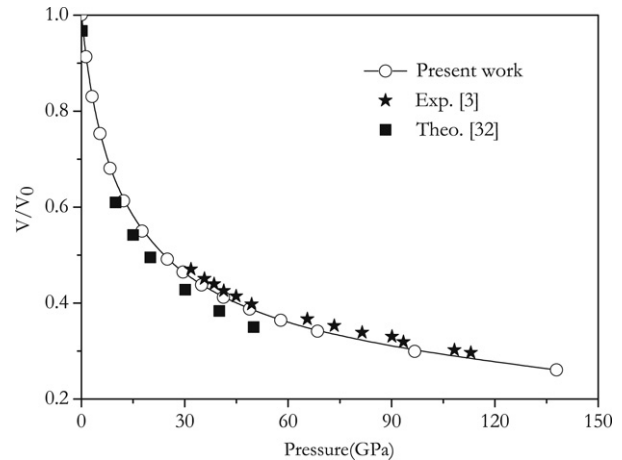 1.0
0.8
0.6
0.4
0.2
V/V0
Present work
Exp. [3]
Theo. [32]
0
30
60
90
120
150
Pressure(GPa)